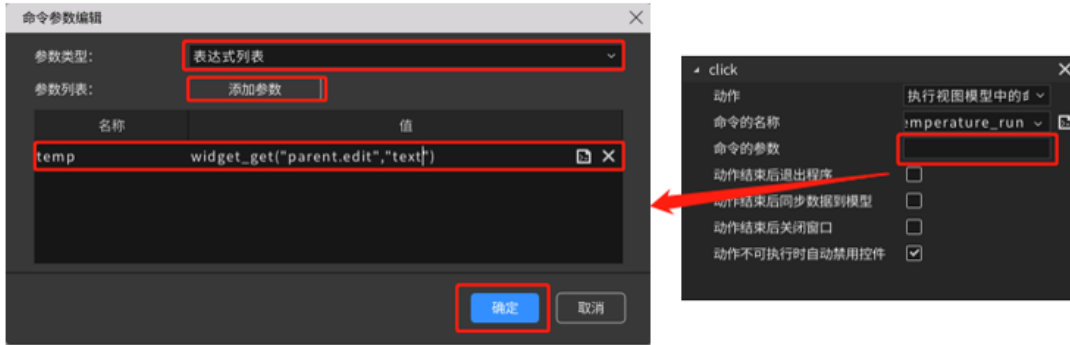 命令参数编辑
参数类型：
表达式列表
参数列表：
添加参数
名称
值
temp
widget_get("parent.edit","text")
确定
取消
click
动作
执行视图模型中的
命令的名称
emperature_run
命令的参数
动作结束后退出程序
动作结束后同步数据到模型
动作结束后关闭窗口
动作不可执行时自动禁用控件